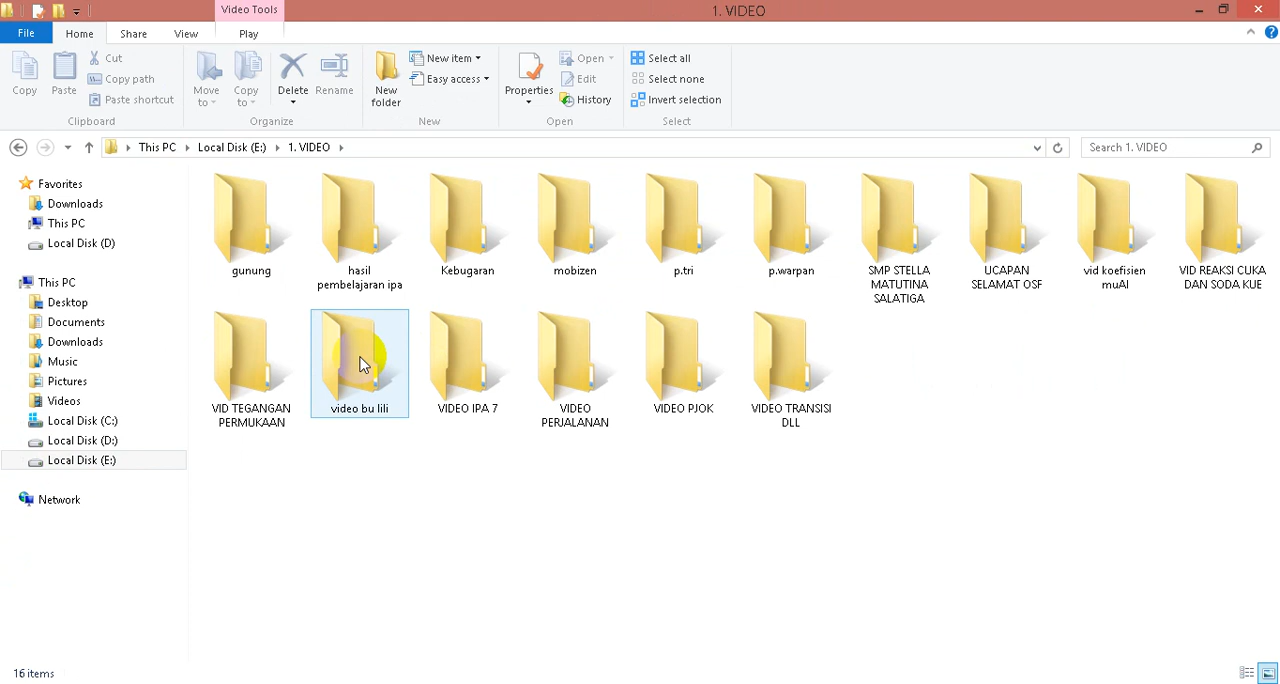 Video Tools
1. VIDEO
File
Home
Share
View
Play
Copy
Paste
Cut
Copy path
Paste shortcut
Clipboard
Move to
Copy to
Delete
Rename
Organize
New folder
New item
Easy access
New
Properties
Open
Edit
History
Open
Select all
Select none
Invert selection
Select
This PC
Local Disk (E:)
1. VIDEO
Search 1. VIDEO
Favorites
Downloads
This PC
Local Disk (D)
This PC
Desktop
Documents
Downloads
Music
Pictures
Videos
Local Disk (C:)
Local Disk (D:)
Local Disk (E:)
Network
gunung
hasil
pembelajaran ipa
Kebugaran
mobizen
p.tri
p.warpan
SMP STELLA
MATUTINA
SALATIGA
UCAPAN
SELAMAT OSF
vid koefisien
muAI
VID REAKSI CUKA
DAN SODA KUE
VID TEGANGAN
PERMUKAAN
video bu lili
VIDEO IPA 7
VIDEO
PERJALANAN
VIDEO PJOK
VIDEO TRANSISI
DLL
16 items